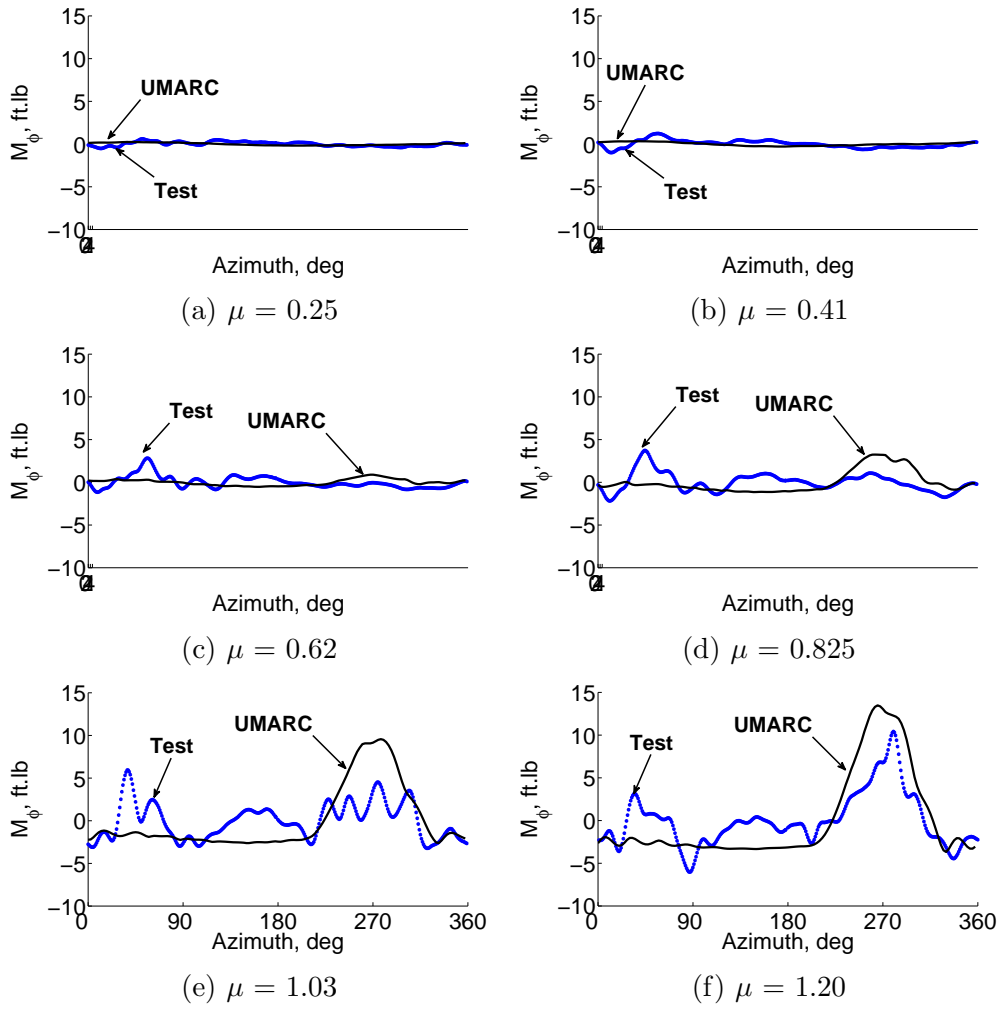 15
10
5
0
−5
−10
M_ϕ, ft.lb
UMARC
Test
360
Azimuth, deg
(a) μ = 0.25
15
10
5
0
−5
−10
M_ϕ, ft.lb
UMARC
Test
360
Azimuth, deg
(b) μ = 0.41
15
10
5
0
−5
−10
M_ϕ, ft.lb
Test
UMARC
360
Azimuth, deg
(c) μ = 0.62
15
10
5
0
−5
−10
M_ϕ, ft.lb
Test
UMARC
360
Azimuth, deg
(d) μ = 0.825
15
10
5
0
−5
−10
M_ϕ, ft.lb
UMARC
Test
0 90 180 270 360
Azimuth, deg
(e) μ = 1.03
15
10
5
0
−5
−10
M_ϕ, ft.lb
UMARC
Test
0 90 180 270 360
Azimuth, deg
(f) μ = 1.20